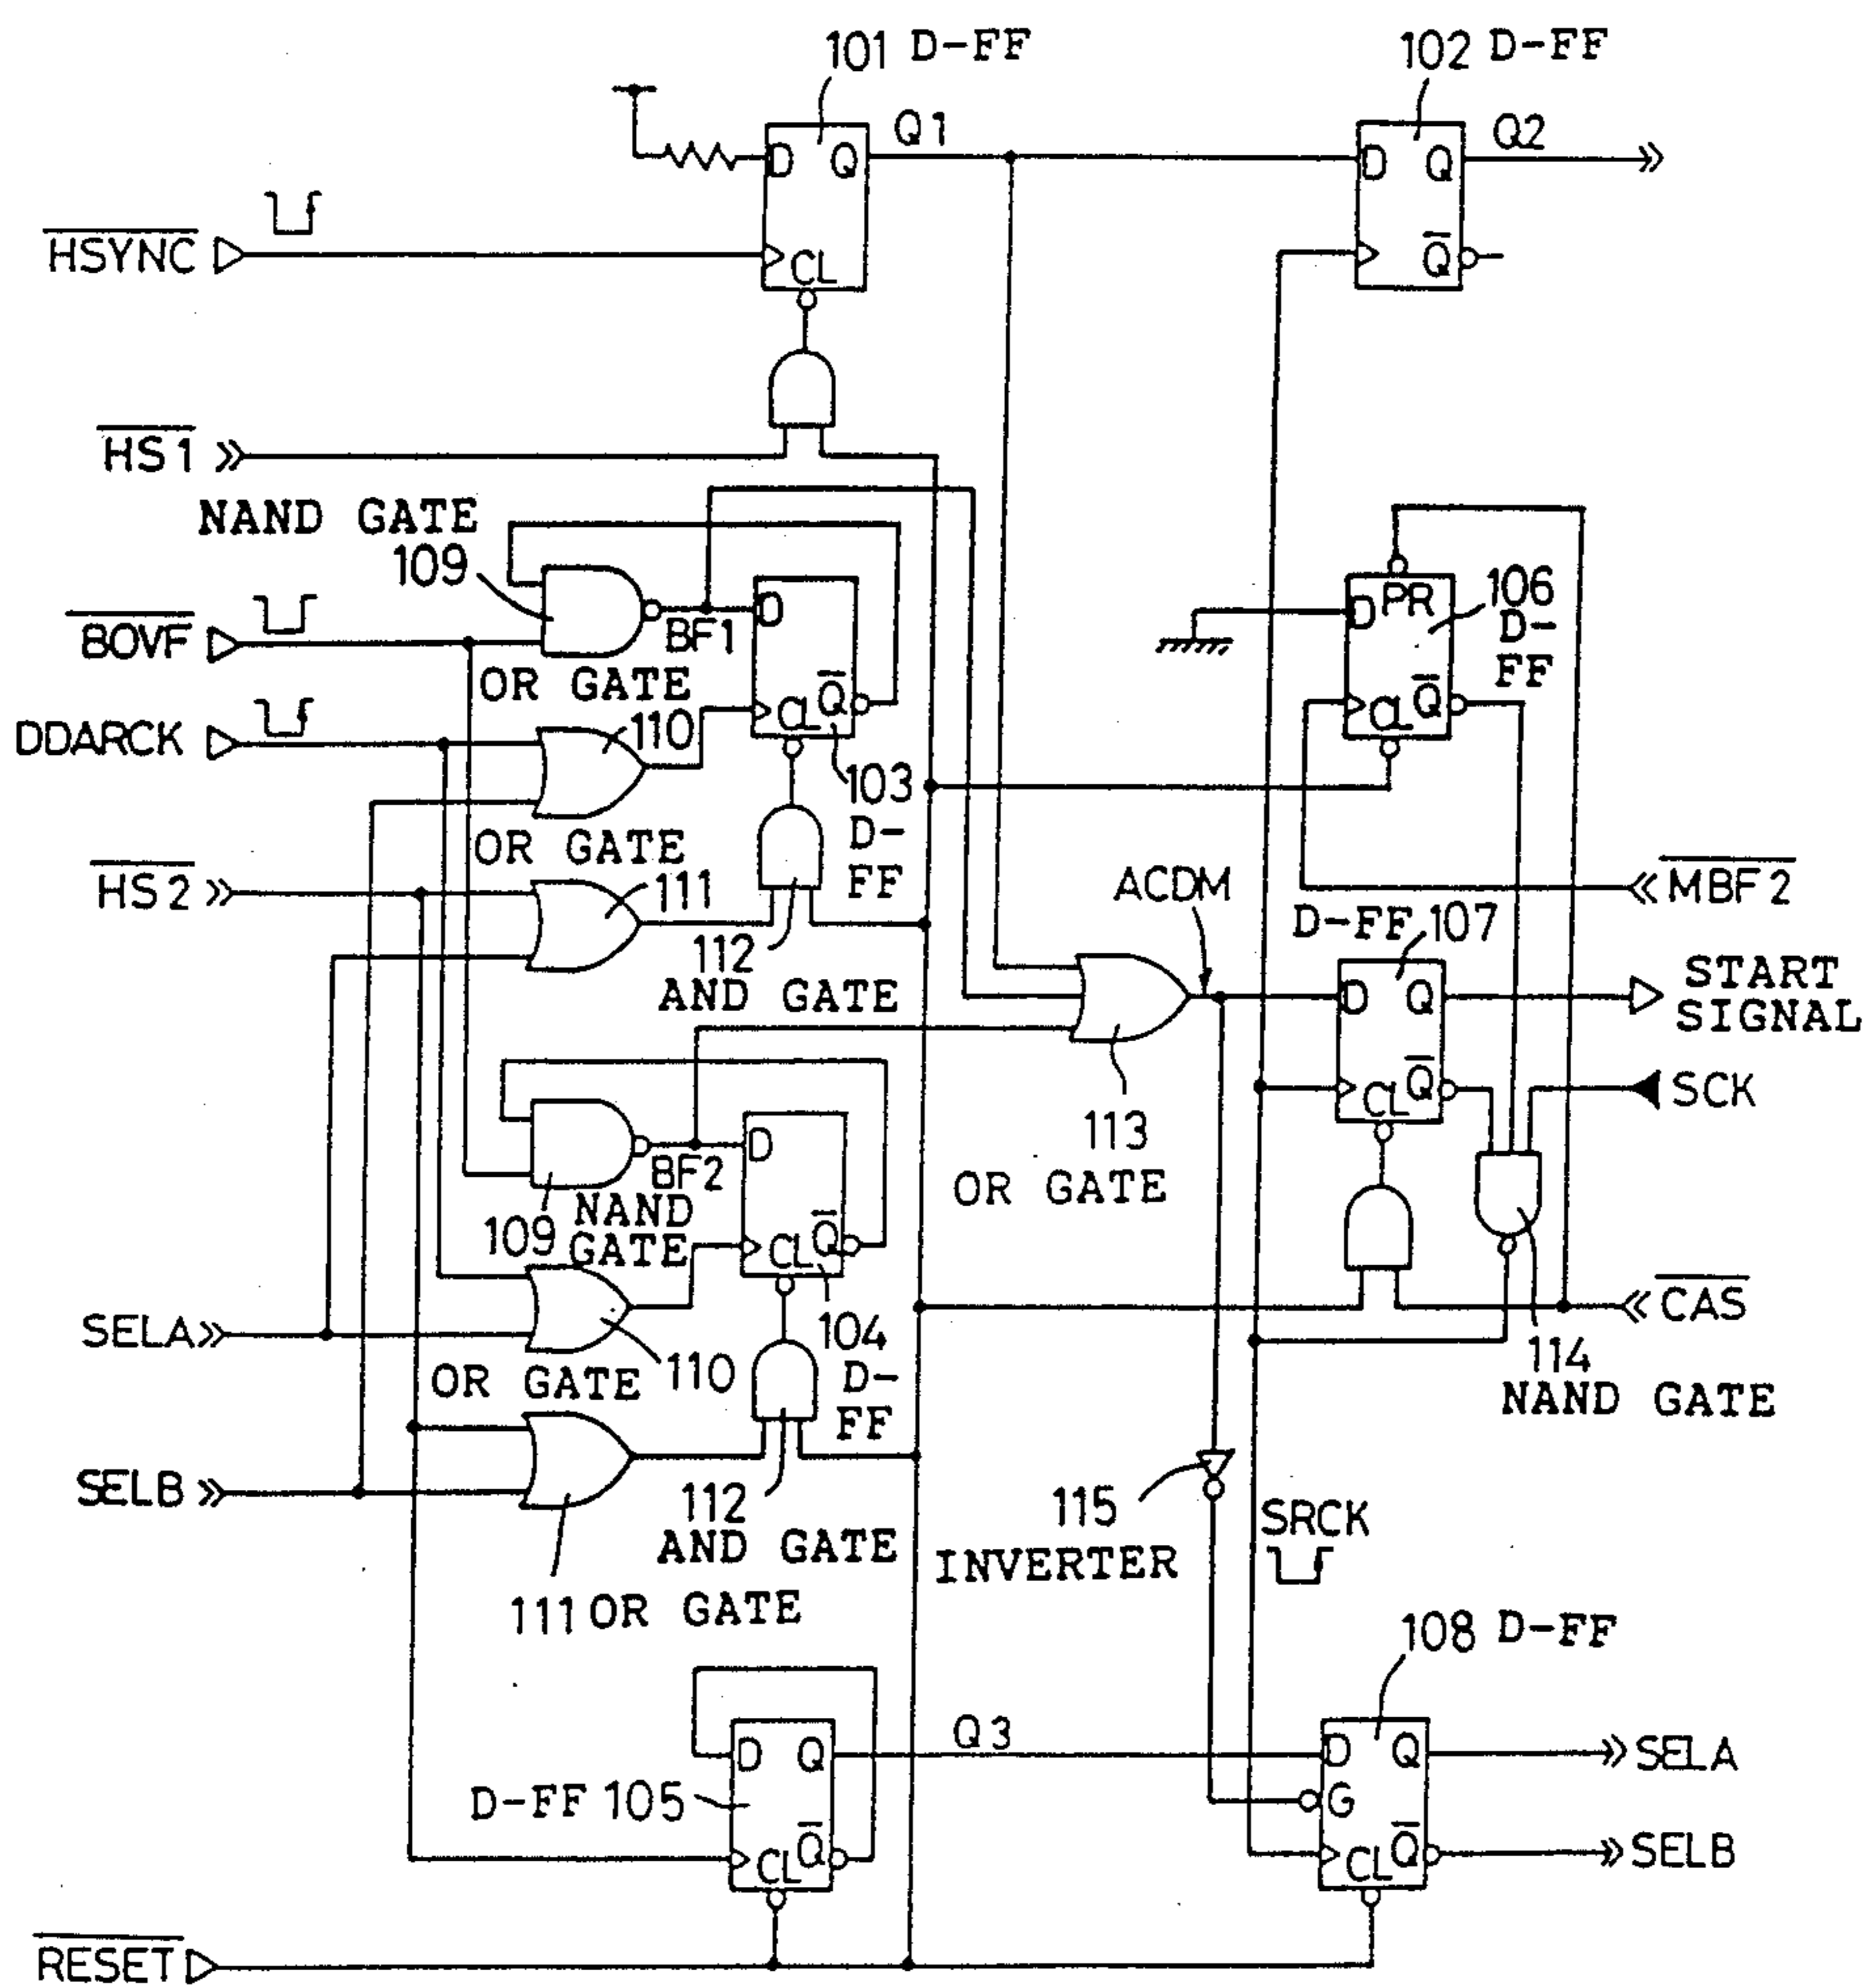 101 D-FF
102 D-FF
D Q Q1
D Q Q2
HSYNC
CL
Q
HS1
NAND GATE
109
BOVF
BF1
D
PR
D
106
D-
FF
OR GATE
110
CL Q
CL Q
DDARCK
103
D-
FF
OR GATE
HS2
111
ACDM
MBF2
D-FF 107
112
AND GATE
D Q
START
SIGNAL
CL Q
SCK
113
OR GATE
BF2
D
109
NAND
GATE
CL Q
SELA
104
D-
FF
CAS
110
OR GATE
114
NAND GATE
SELB
112
AND GATE
115
INVERTER
SRCK
111 OR GATE
108 D-FF
D Q Q3
D Q SELA
D-FF 105
G
CL Q
CL Q SELB
RESET